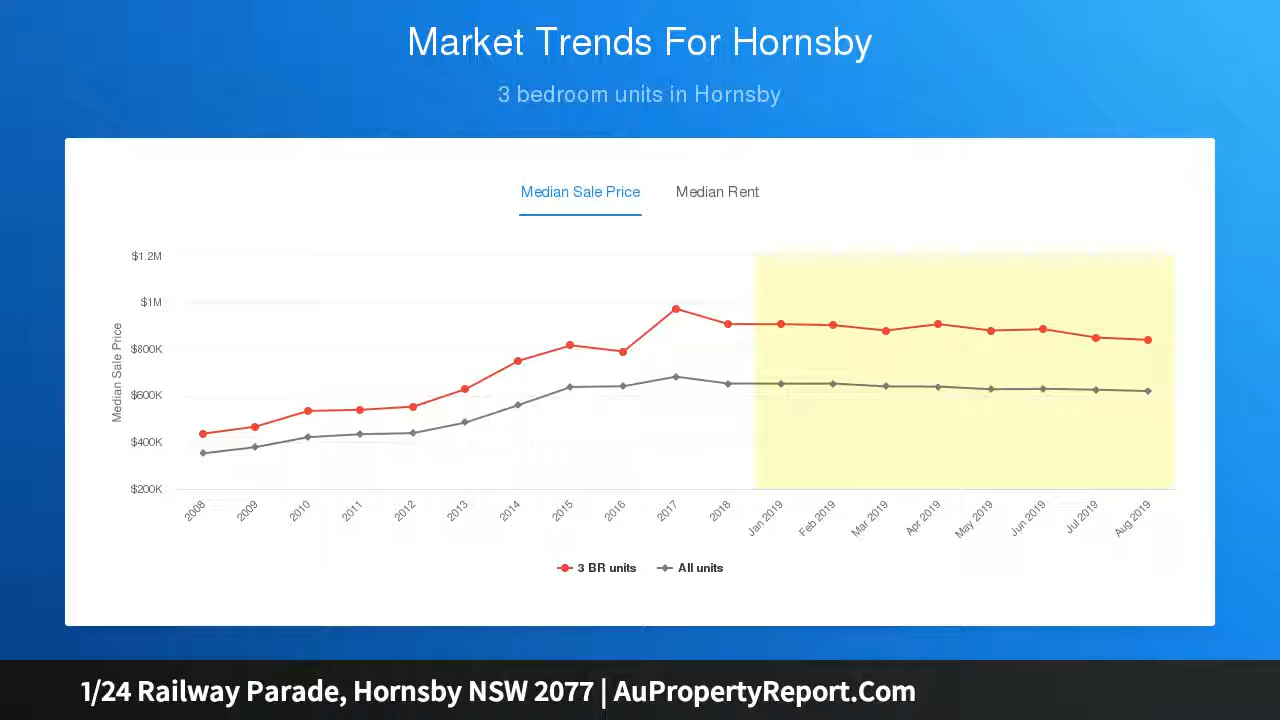 Market Trends For Hornsby
3 bedroom units in Hornsby
Median Sale Price Median Rent
$1.2M
$1M
$800K
$600K
$400K
$200K
Median Sale Price
2008 2009 2010 2011 2012 2013 2014 2015 2016 2017 2018 Jan 2019 Feb 2019 Mar 2019 Apr 2019 May 2019 Jun 2019 Jul 2019 Aug 2019
3 BR units All units
1/24 Railway Parade, Hornsby NSW 2077 | AuPropertyReport.Com